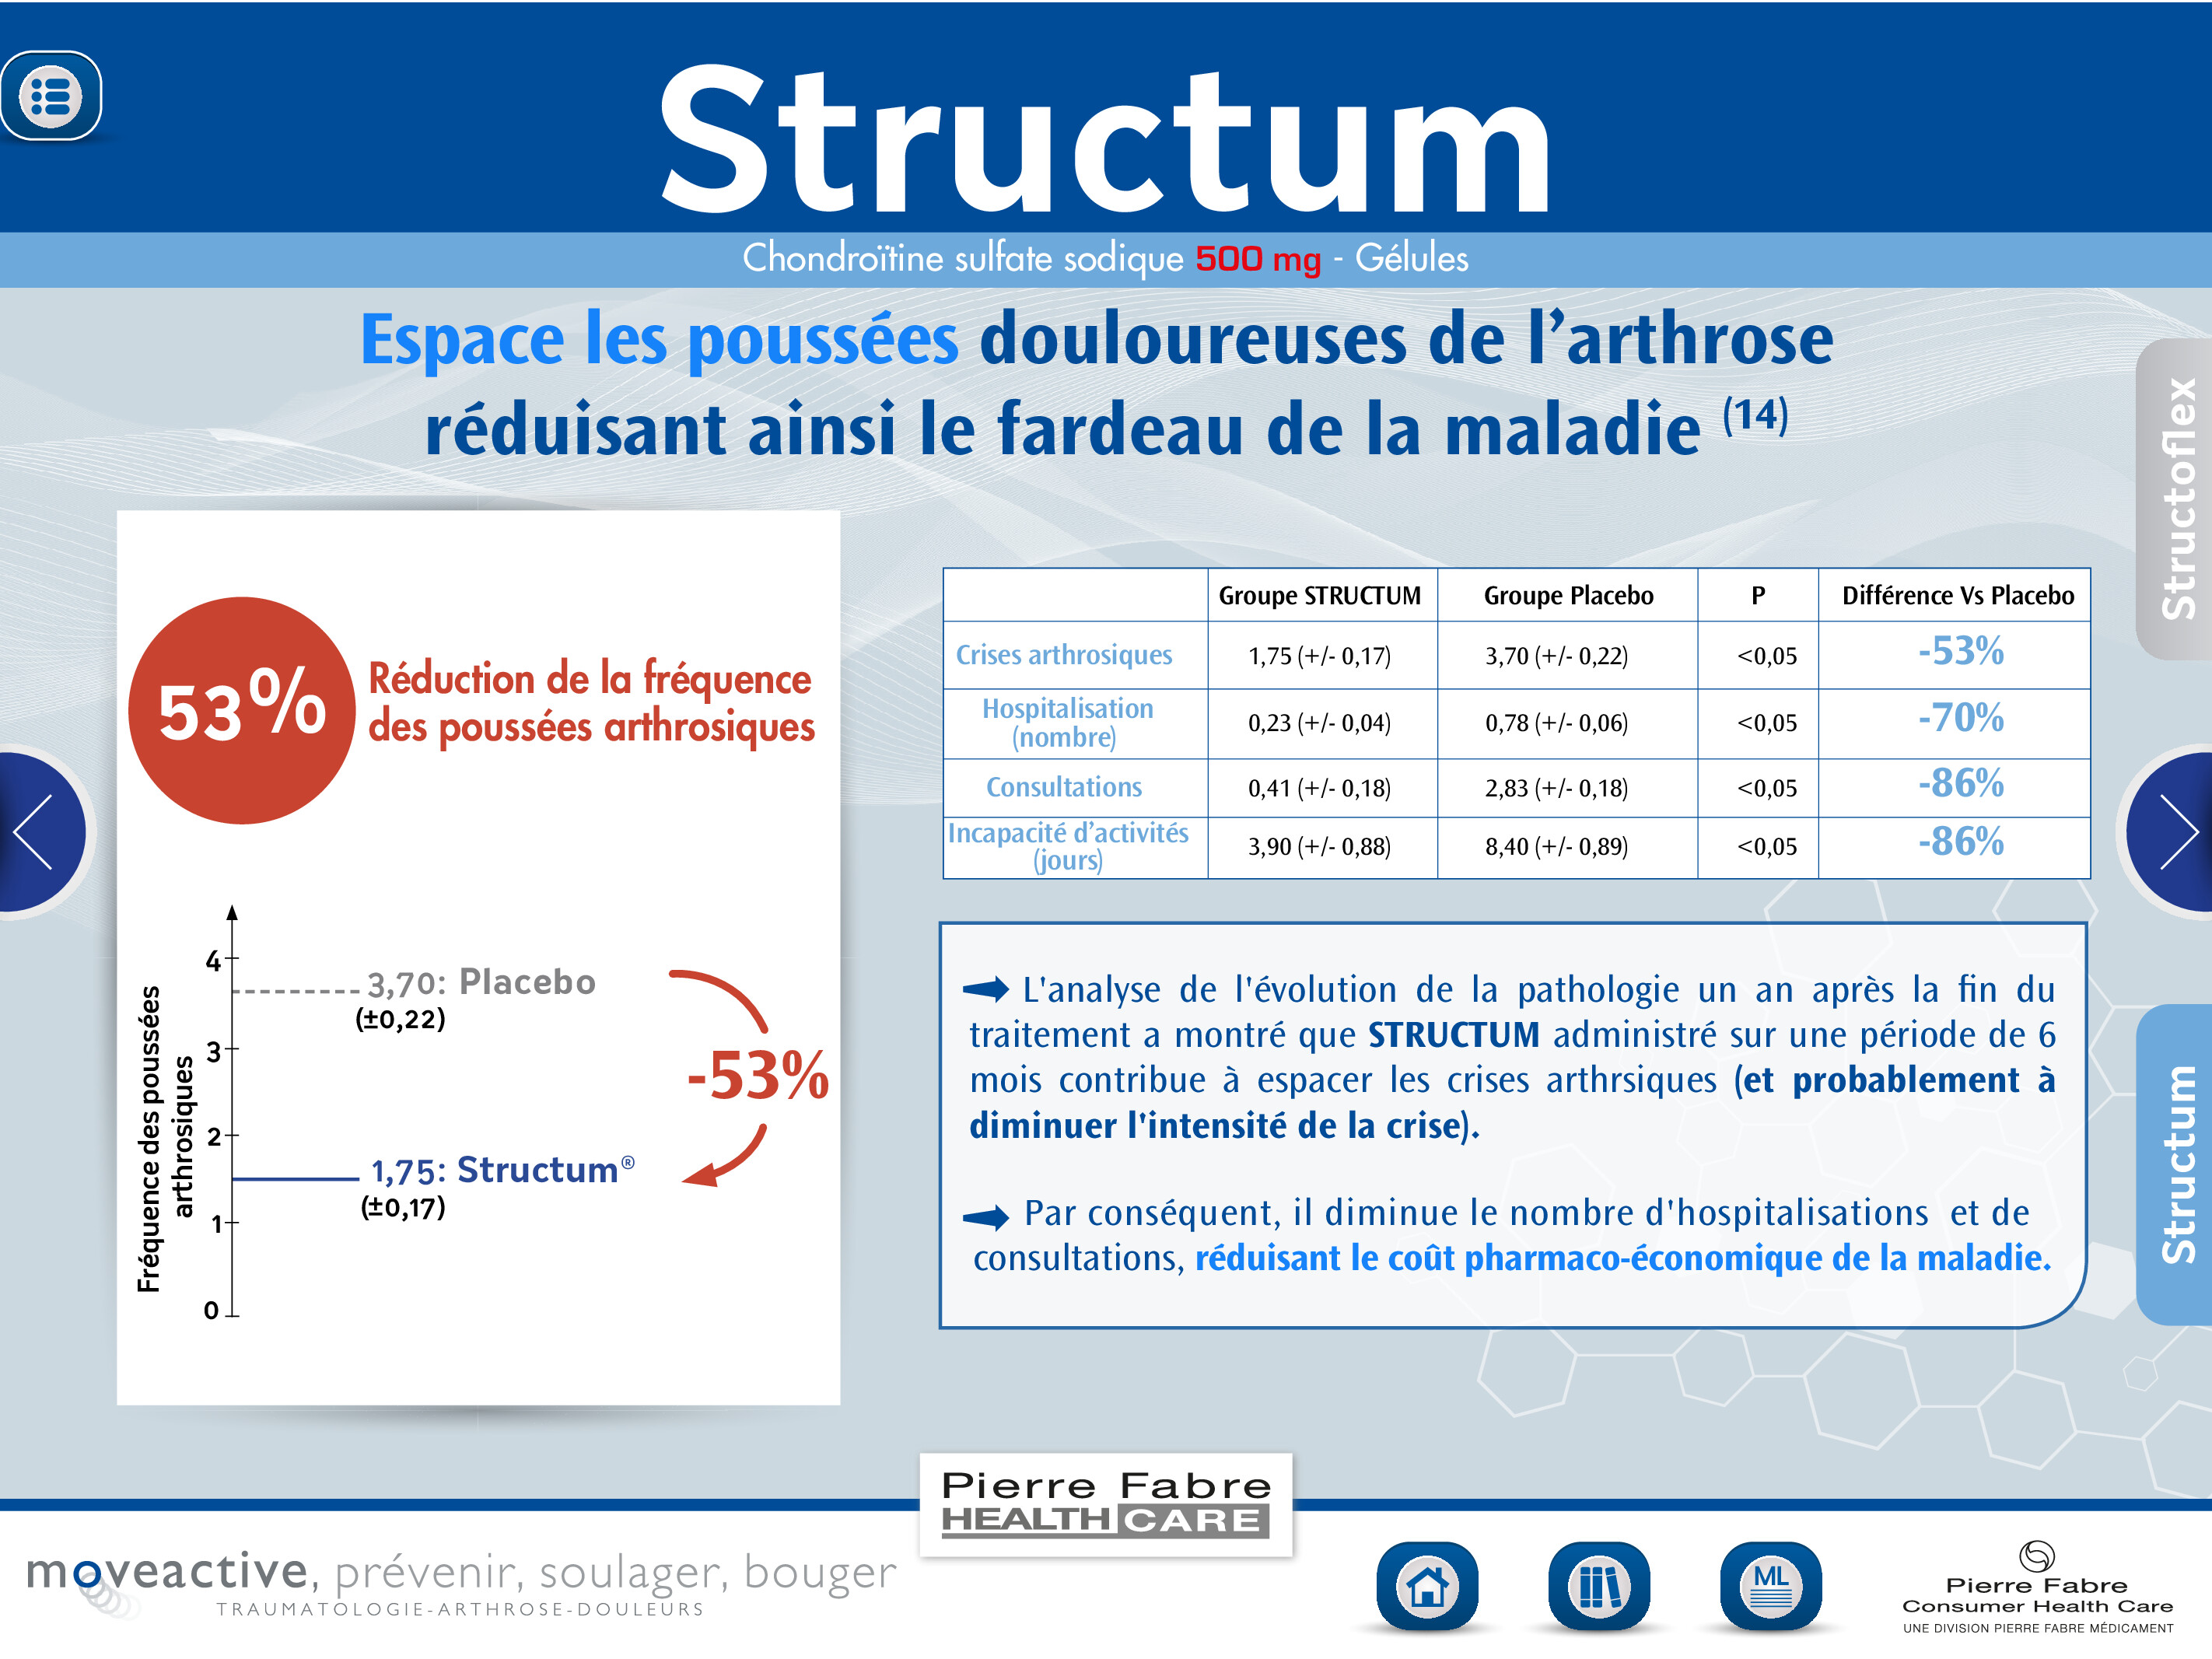 Structum
Chondroïtine sulfate sodique 500 mg - Gélules
Espace les poussées douloureuses de l'arthrose
réduisant ainsi le fardeau de la maladie (14)
Structoflex
53%
Réduction de la fréquence
des poussées arthrosiques
Fréquence des poussées
arthrosiques
4
3
2
1
0
3,70: Placebo
(±0,22)
-53%
1,75: Structum®
(±0,17)
Groupe STRUCTUM Groupe Placebo P Différence Vs Placebo
Crises arthrosiques 1,75 (+/- 0,17) 3,70 (+/- 0,22) <0,05 -53%
Hospitalisation
(nombre) 0,23 (+/- 0,04) 0,78 (+/- 0,06) <0,05 -70%
Consultations 0,41 (+/- 0,18) 2,83 (+/- 0,18) <0,05 -86%
Incapacité d'activités
(jours) 3,90 (+/- 0,88) 8,40 (+/- 0,89) <0,05 -86%
L'analyse de l'évolution de la pathologie un an après la fin du
traitement a montré que STRUCTUM administré sur une période de 6
mois contribue à espacer les crises arthrsiques (et probablement à
diminuer l'intensité de la crise).
Par conséquent, il diminue le nombre d'hospitalisations et de
consultations, réduisant le coût pharmaco-économique de la maladie.
Structum
Pierre Fabre
HEALTH CARE
moveactive, prévenir, soulager, bouger
TRAUMATOLOGIE-ARTHROSE-DOULEURS
ML
Pierre Fabre
Consumer Health Care
UNE DIVISION PIERRE FABRE MÉDICAMENT